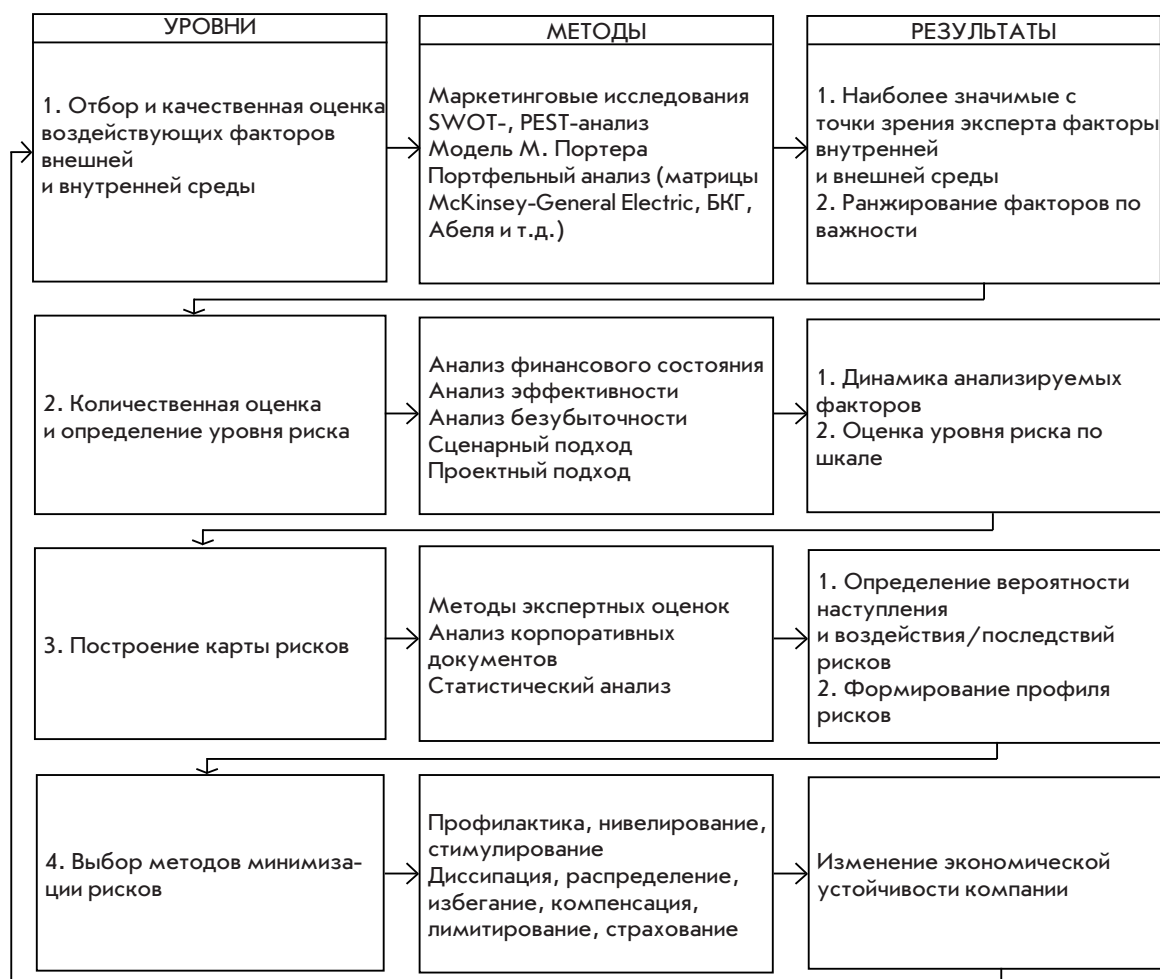 УРОВНИ
МЕТОДЫ
РЕЗУЛЬТАТЫ
1. Отбор и качественная оценка
воздействующих факторов
внешней
и внутренней среды
Маркетинговые исследования
SWOT-, PEST-анализ
Модель М. Портера
Портфельный анализ (матрицы
McKinsey-General Electric, БКГ,
Абеля и т.д.)
1. Наиболее значимые с
точки зрения эксперта факторы
внутренней
и внешней среды
2. Ранжирование факторов по
важности
2. Количественная оценка
и определение уровня риска
Анализ финансового состояния
Анализ эффективности
Анализ безубыточности
Сценарный подход
Проектный подход
1. Динамика анализируемых
факторов
2. Оценка уровня риска по
шкале
3. Построение карты рисков
Методы экспертных оценок
Анализ корпоративных
документов
Статистический анализ
1. Определение вероятности
наступления
и воздействия/последствий
рисков
2. Формирование профиля
рисков
4. Выбор методов минимиза-
ции рисков
Профилактика, нивелирование,
стимулирование
Диссипация, распределение,
избегание, компенсация,
лимитирование, страхование
Изменение экономической
устойчивости компании